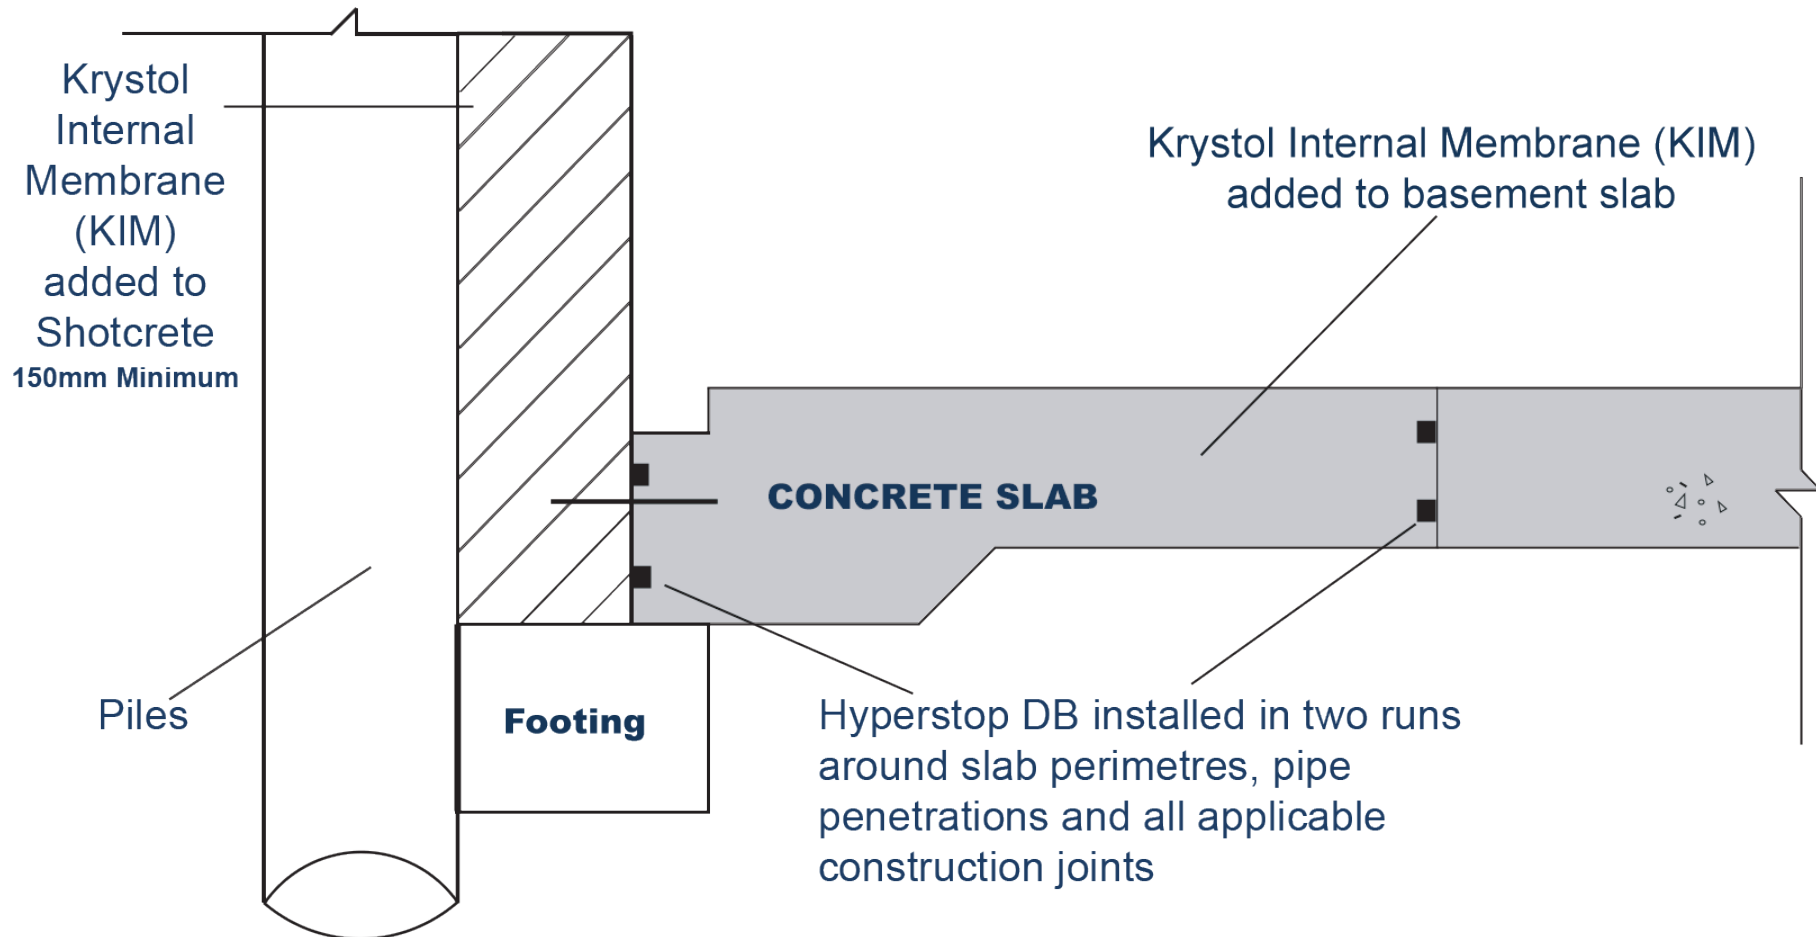 Krystol
Internal
Membrane
(KIM)
added to
Shotcrete
150mm Minimum
Krystol Internal Membrane (KIM)
added to basement slab
CONCRETE SLAB
Piles
Footing
Hyperstop DB installed in two runs
around slab perimetres, pipe
penetrations and all applicable
construction joints